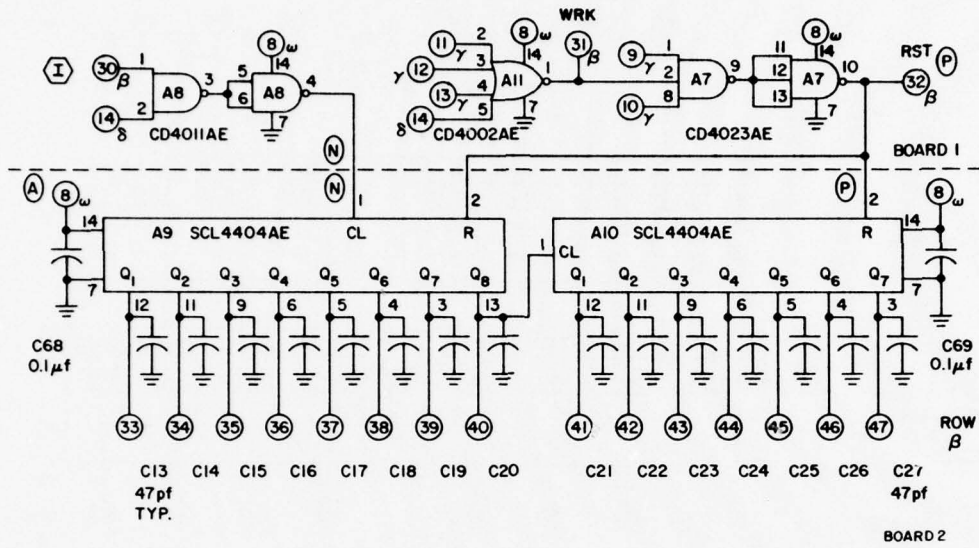 WRK
8 ω 11 γ 2 8 ω 31 β 9 γ 1 8 ω RST P
I 30 β 1 A8 3 5 6 14 A8 4 12 γ 3 14 A11 1 2 A7 9 11 12 14 A7 10 32 β
14 δ 2 7 13 γ 4 14 δ 5 7 10 γ 8 13 7
CD4011AE CD4002AE CD4023AE
N BOARD 1
A N P
8 ω 1 2 2 8 ω
14 A9 SCL4404AE CL R 1 CL A10 SCL4404AE R 14
7 Q1 Q2 Q3 Q4 Q5 Q6 Q7 Q8 Q1 Q2 Q3 Q4 Q5 Q6 Q7 7
12 11 9 6 5 4 3 13 12 11 9 6 5 4 3
C68 C69
0.1µf 0.1µf
33 34 35 36 37 38 39 40 41 42 43 44 45 46 47 ROW
β
C13 C14 C15 C16 C17 C18 C19 C20 C21 C22 C23 C24 C25 C26 C27
47pf 47pf
TYP.
BOARD 2